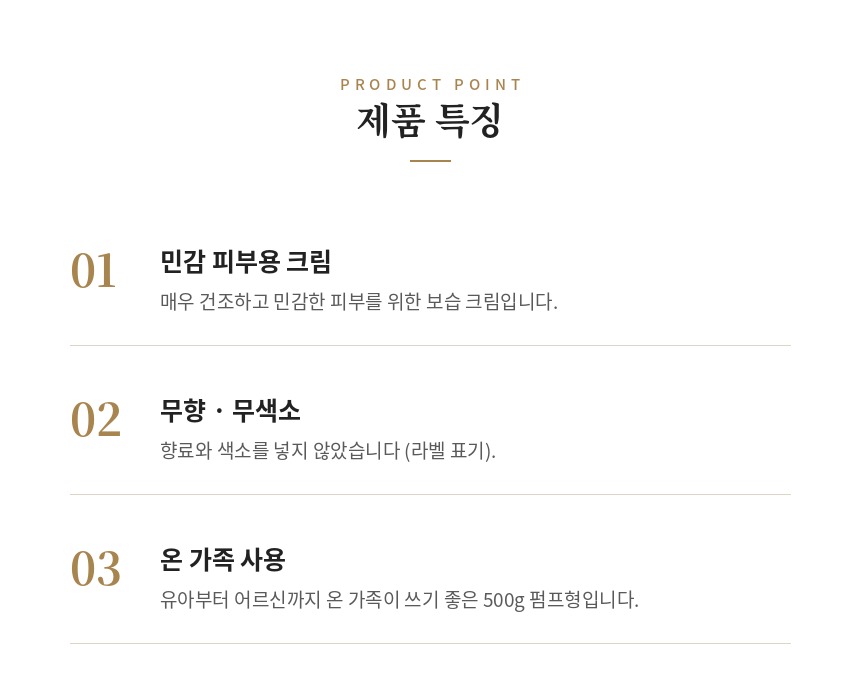 PRODUCT POINT
제품 특징
01
민감 피부용 크림
매우 건조하고 민감한 피부를 위한 보습 크림입니다.
02
무향 · 무색소
향료와 색소를 넣지 않았습니다 (라벨 표기).
03
온 가족 사용
유아부터 어르신까지 온 가족이 쓰기 좋은 500g 펌프형입니다.